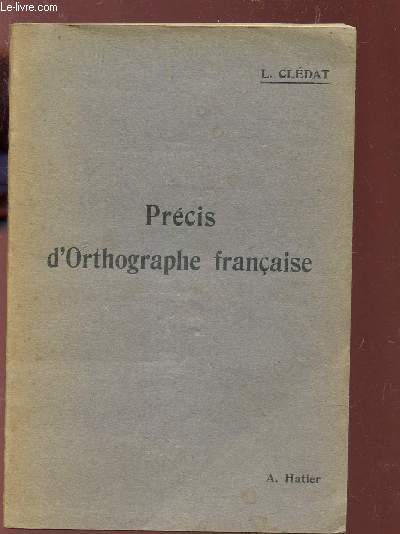 Le-livre.com
L. CLÉDAT
Précis
d'Orthographe française
A. Hatier